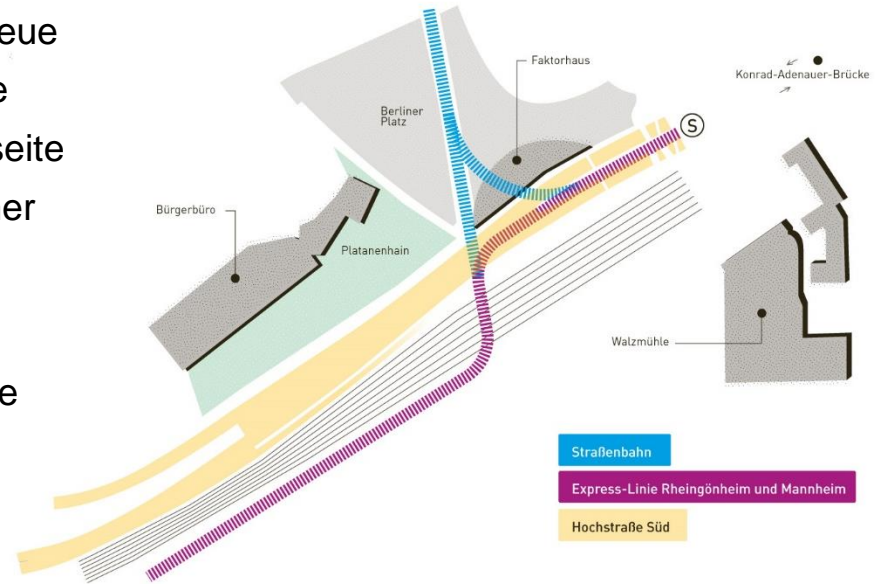 eue
e
seite
ner
e
Faktorhaus
Berliner
Platz
Konrad-Adenauer-Brücke
S
Bürgerbüro
Platanenhain
Walzmühle
Straßenbahn
Express-Linie Rheingönheim und Mannheim
Hochstraße Süd